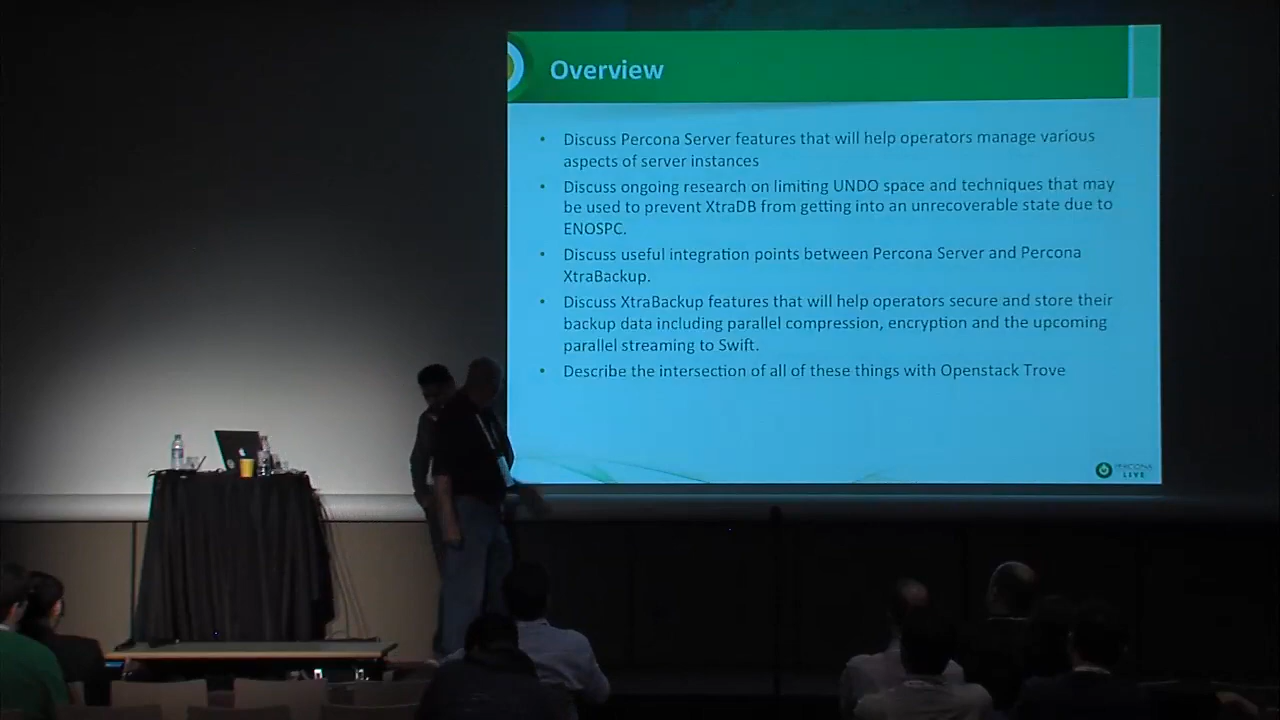 Overview
• Discuss Percona Server features that will help operators manage various
aspects of server instances
• Discuss ongoing research on limiting UNDO space and techniques that may
be used to prevent XtraDB from getting into an unrecoverable state due to
ENOSPC.
• Discuss useful integration points between Percona Server and Percona
XtraBackup.
• Discuss XtraBackup features that will help operators secure and store their
backup data including parallel compression, encryption and the upcoming
parallel streaming to Swift.
• Describe the intersection of all of these things with Openstack Trove
PERCONA
LIVE